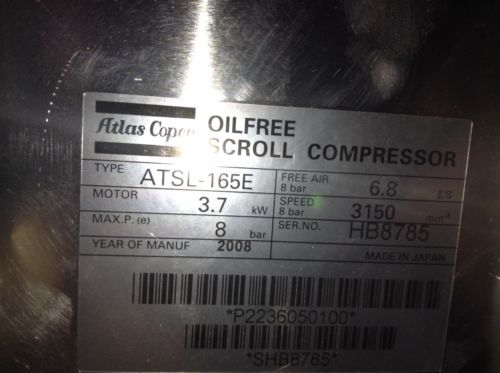 Atlas Copco OILFREE
SCROLL COMPRESSOR
TYPE ATSL-165E
FREE AIR 8 bar 6.8 l/S
MOTOR 3.7 kW
SPEED 8 bar 3150 min-1
MAX.P. (e) 8 bar
SER.NO. HB8785
YEAR OF MANUF 2008
MADE IN JAPAN
*P2236050100*
*SHB8785*